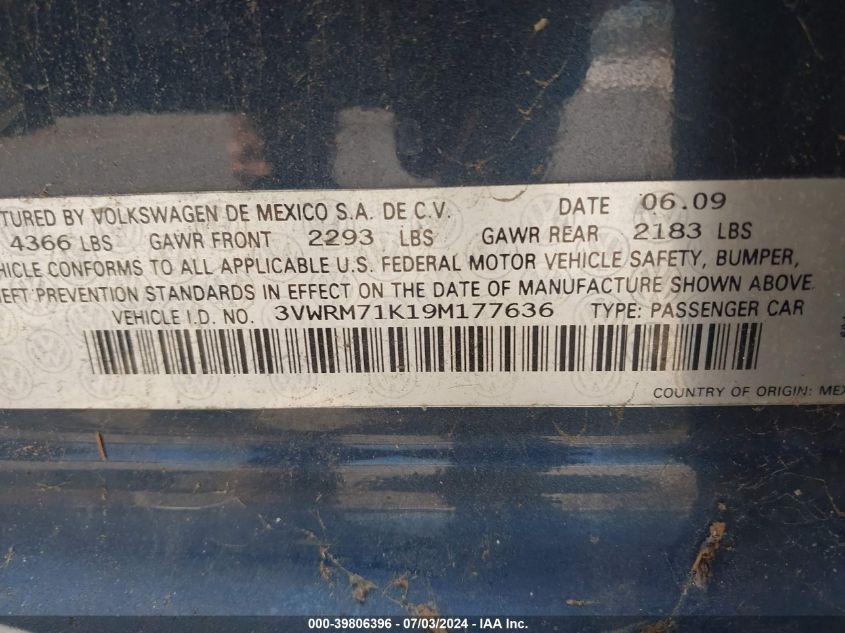 TURED BY VOLKSWAGEN DE MEXICO S.A. DE C.V. DATE 06.09
4366 LBS GAWR FRONT 2293 LBS GAWR REAR 2183 LBS
HICLE CONFORMS TO ALL APPLICABLE U.S. FEDERAL MOTOR VEHICLE SAFETY, BUMPER,
HEFT PREVENTION STANDARDS IN EFFECT ON THE DATE OF MANUFACTURE SHOWN ABOVE.
VEHICLE I.D. NO. 3VWRM71K19M177636 TYPE: PASSENGER CAR
COUNTRY OF ORIGIN: MEX
000-39806396 - 07/03/2024 - IAA Inc.